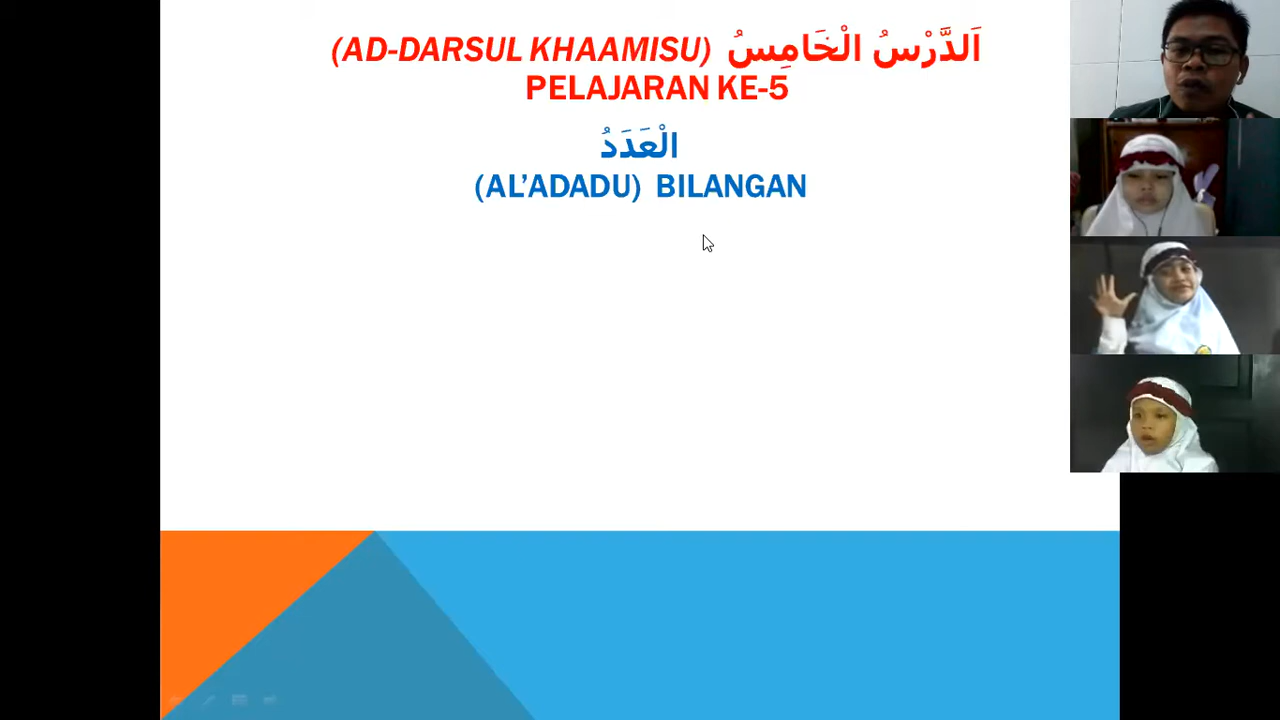 (AD-DARSUL KHAAMISU) اَلدَّرْسُ الْخَامِسُ
PELAJARAN KE-5
الْعَدَدُ
(AL’ADADU) BILANGAN